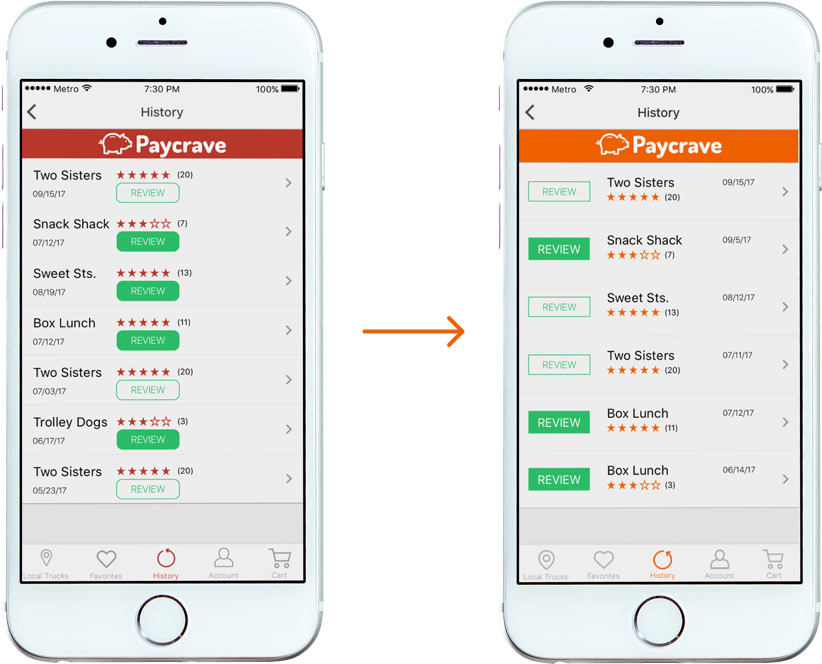 Metro 7:30 PM 100%
History
Paycrave
Two Sisters (20)
09/15/17 REVIEW
Snack Shack (7)
07/12/17 REVIEW
Sweet Sts. (13)
08/19/17 REVIEW
Box Lunch (11)
07/12/17 REVIEW
Two Sisters (20)
07/03/17 REVIEW
Trolley Dogs (3)
06/17/17 REVIEW
Two Sisters (20)
05/23/17 REVIEW
Local Trucks Favorites History Account Cart
Metro 7:30 PM 100%
History
Paycrave
Two Sisters 09/15/17
REVIEW (20)
Snack Shack 09/5/17
REVIEW (7)
Sweet Sts. 08/12/17
REVIEW (13)
Two Sisters 07/11/17
REVIEW (20)
Box Lunch 07/12/17
REVIEW (11)
Box Lunch 06/14/17
REVIEW (3)
Local Trucks Favorites History Account Cart